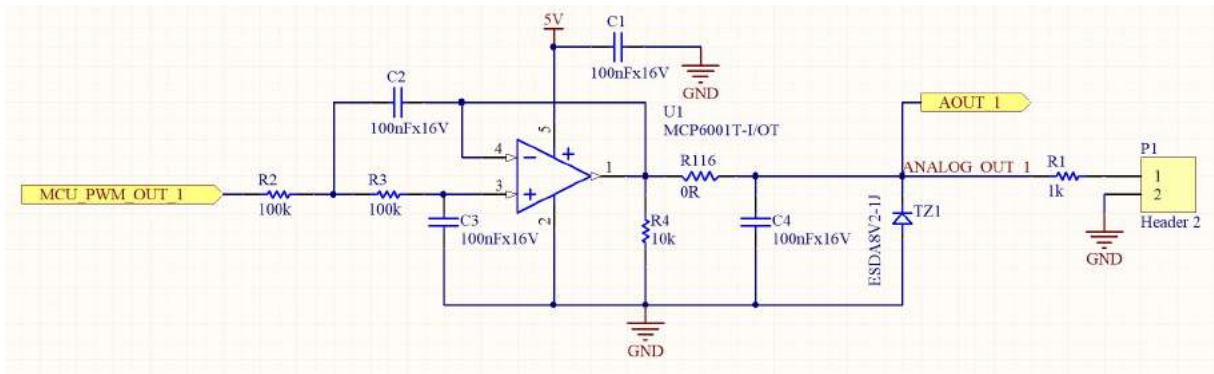 5V
C1
100nFx16V
GND
C2
100nFx16V
U1
MCP6001T-I/OT
AOUT_1
5
4
1
3
2
MCU_PWM_OUT_1
R2
100k
R3
100k
C3
100nFx16V
R116
0R
R4
10k
C4
100nFx16V
ANALOG_OUT_1
ESDA8V2-1J
TZ1
R1
1k
P1
1
2
Header 2
GND
GND